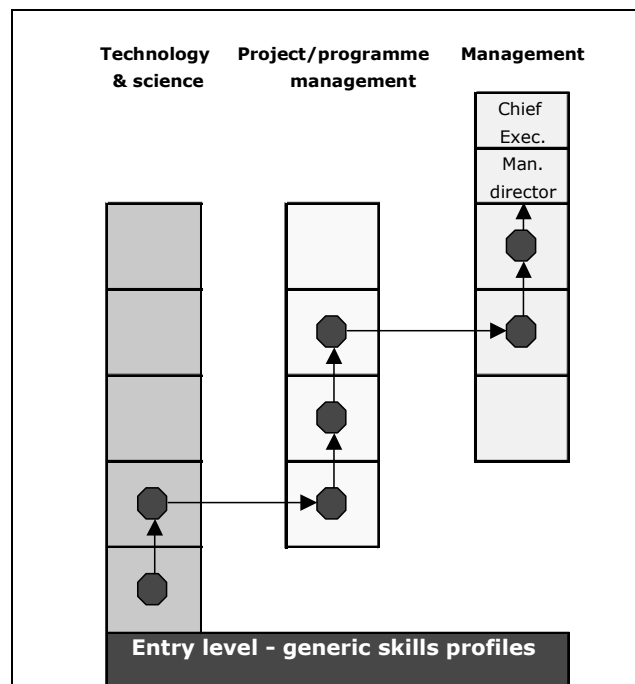 Technology
& science
Project/programme
management
Management
Chief
Exec.
Man.
director
Entry level - generic skills profiles